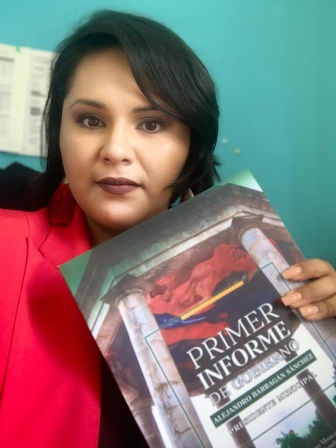 PRIMER
INFORME
DE GOBIERNO
ALEJANDRO BARRAGÁN SÁNCHEZ
PRESIDENTE MUNICIPAL